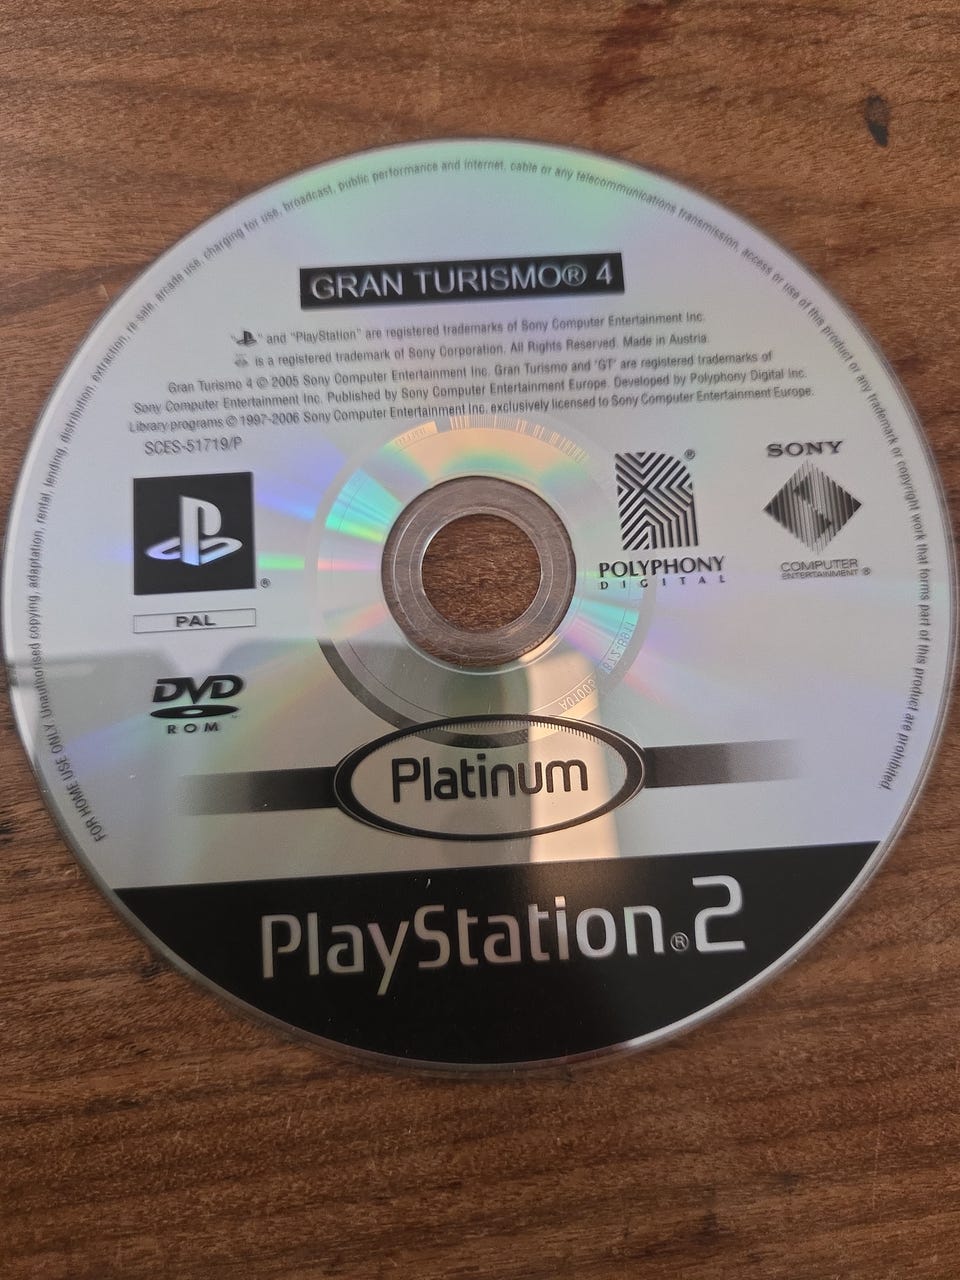 FOR HOME USE ONLY. Unauthorised copying, adaptation, rental, lending, distribution, extraction, re-sale, arcade use, charging for use, broadcast, public performance and internet, cable or any telecommunications transmission, access or use of this product or any trademark or copyright work that forms part of this product are prohibited.
GRAN TURISMO® 4
" " and "PlayStation" are registered trademarks of Sony Computer Entertainment Inc.
is a registered trademark of Sony Corporation. All Rights Reserved. Made in Austria.
Gran Turismo 4 © 2005 Sony Computer Entertainment Inc. Gran Turismo and 'GT' are registered trademarks of
Sony Computer Entertainment Inc. Published by Sony Computer Entertainment Europe. Developed by Polyphony Digital Inc.
Library programs © 1997-2006 Sony Computer Entertainment Inc. exclusively licensed to Sony Computer Entertainment Europe.
SCES-51719/P
SONY
COMPUTER
ENTERTAINMENT®
POLYPHONY
DIGITAL
®
PAL
DVD
ROM
Platinum
PlayStation®2